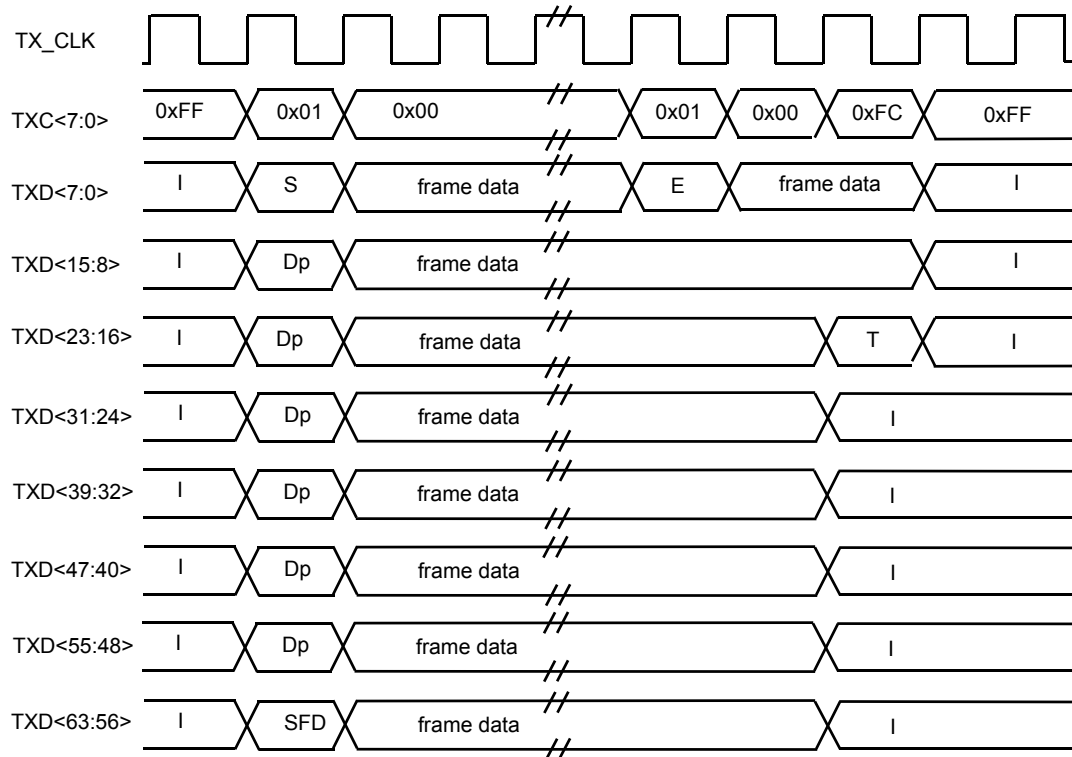 TX_CLK
TXC<7:0> 0xFF 0x01 0x00 0x01 0x00 0xFC 0xFF
TXD<7:0> I S frame data E frame data I
TXD<15:8> I Dp frame data I
TXD<23:16> I Dp frame data T I
TXD<31:24> I Dp frame data I
TXD<39:32> I Dp frame data I
TXD<47:40> I Dp frame data I
TXD<55:48> I Dp frame data I
TXD<63:56> I SFD frame data I